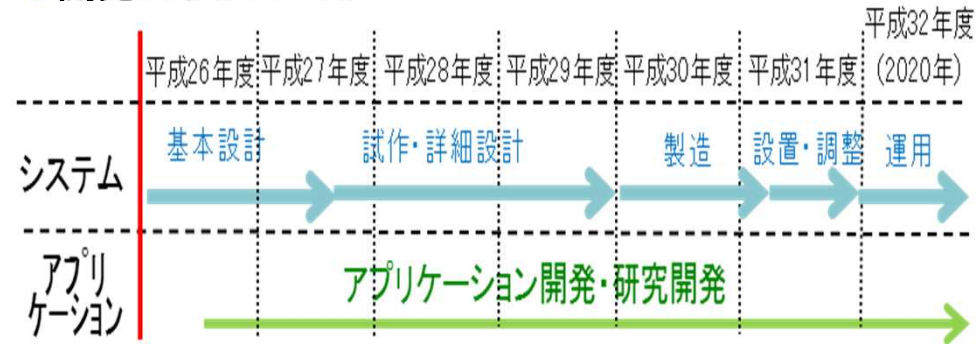 平成26年度 平成27年度 平成28年度 平成29年度 平成30年度 平成31年度 平成32年度
(2020年)
システム 基本設計 試作・詳細設計 製造 設置・調整 運用
アプリ
ケーション
アプリケーション開発・研究開発